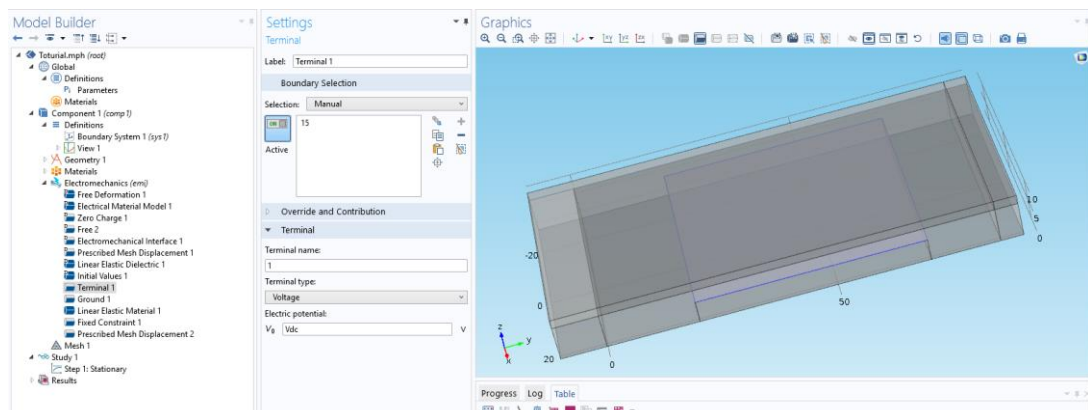 Model Builder
Toturial.mph (root)
Global
Definitions
Pi Parameters
Materials
Component 1 (comp1)
Definitions
Boundary System 1 (sys1)
View 1
Geometry 1
Materials
Electromechanics (emi)
Free Deformation 1
Electrical Material Model 1
Zero Charge 1
Free 2
Electromechanical Interface 1
Prescribed Mesh Displacement 1
Linear Elastic Dielectric 1
Initial Values 1
Terminal 1
Ground 1
Linear Elastic Material 1
Fixed Constraint 1
Prescribed Mesh Displacement 2
Mesh 1
Study 1
Step 1: Stationary
Results
Settings
Terminal
Label: Terminal 1
Boundary Selection
Selection: Manual
15
Active
Override and Contribution
Terminal
Terminal name:
1
Terminal type:
Voltage
Electric potential:
V0 Vdc V
Graphics
xy yz zx
10
5
0
-20
0
20
0
50
z
y
x
Progress Log Table